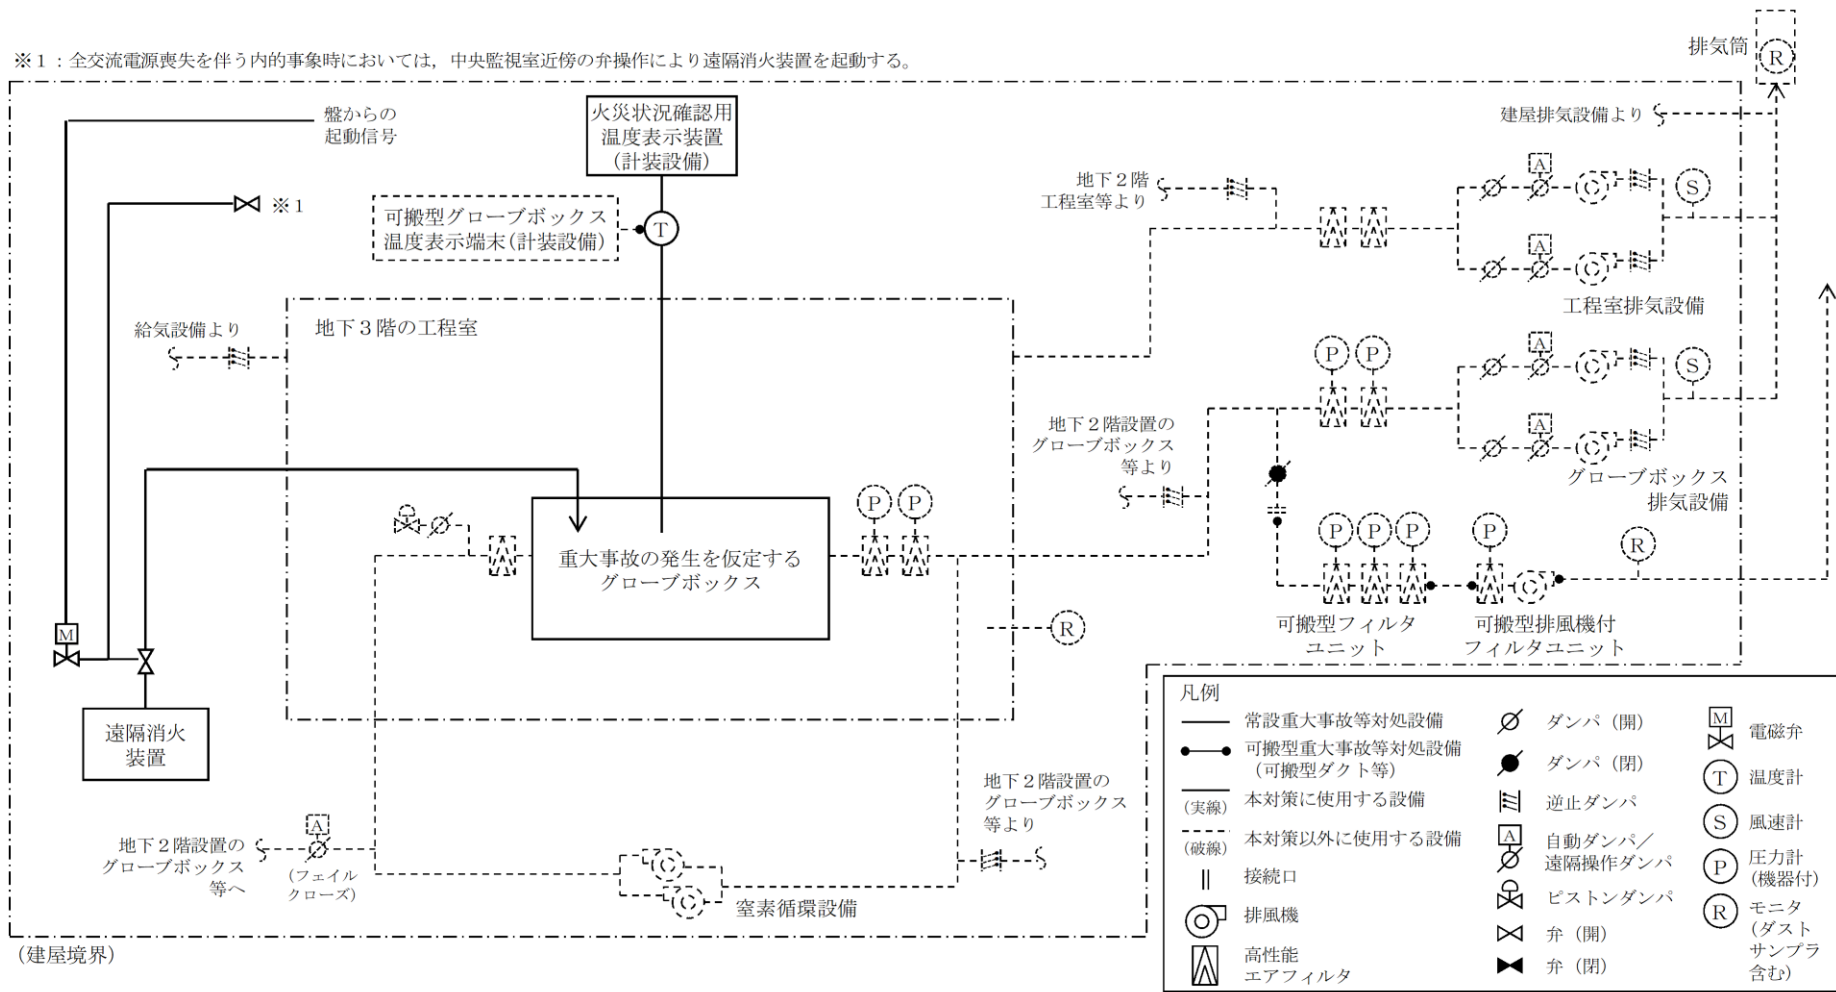 ※１：全交流電源喪失を伴う内的事象時においては，中央監視室近傍の弁操作により遠隔消火装置を起動する。
排気筒
R
盤からの
起動信号
火災状況確認用
温度表示装置
（計装設備）
建屋排気設備より
※１
可搬型グローブボックス
温度表示端末（計装設備）
T
地下２階
工程室等より
A
S
A
工程室排気設備
給気設備より
地下３階の工程室
P
P
A
S
地下２階設置の
グローブボックス
等より
A
グローブボックス
排気設備
P
P
重大事故の発生を仮定する
グローブボックス
P
P
P
P
R
可搬型フィルタ
ユニット
可搬型排風機付
フィルタユニット
R
M
遠隔消火
装置
地下２階設置の
グローブボックス
等より
地下２階設置の
グローブボックス
等へ
A
（フェイル
クローズ）
窒素循環設備
（建屋境界）
凡例
常設重大事故等対処設備
可搬型重大事故等対処設備
（可搬型ダクト等）
（実線）
本対策に使用する設備
（破線）
本対策以外に使用する設備
接続口
排風機
高性能
エアフィルタ
ダンパ（開）
ダンパ（閉）
逆止ダンパ
A
自動ダンパ／
遠隔操作ダンパ
ピストンダンパ
弁（開）
弁（閉）
M
電磁弁
T
温度計
S
風速計
P
圧力計
（機器付）
R
モニタ
（ダスト
サンプラ
含む）